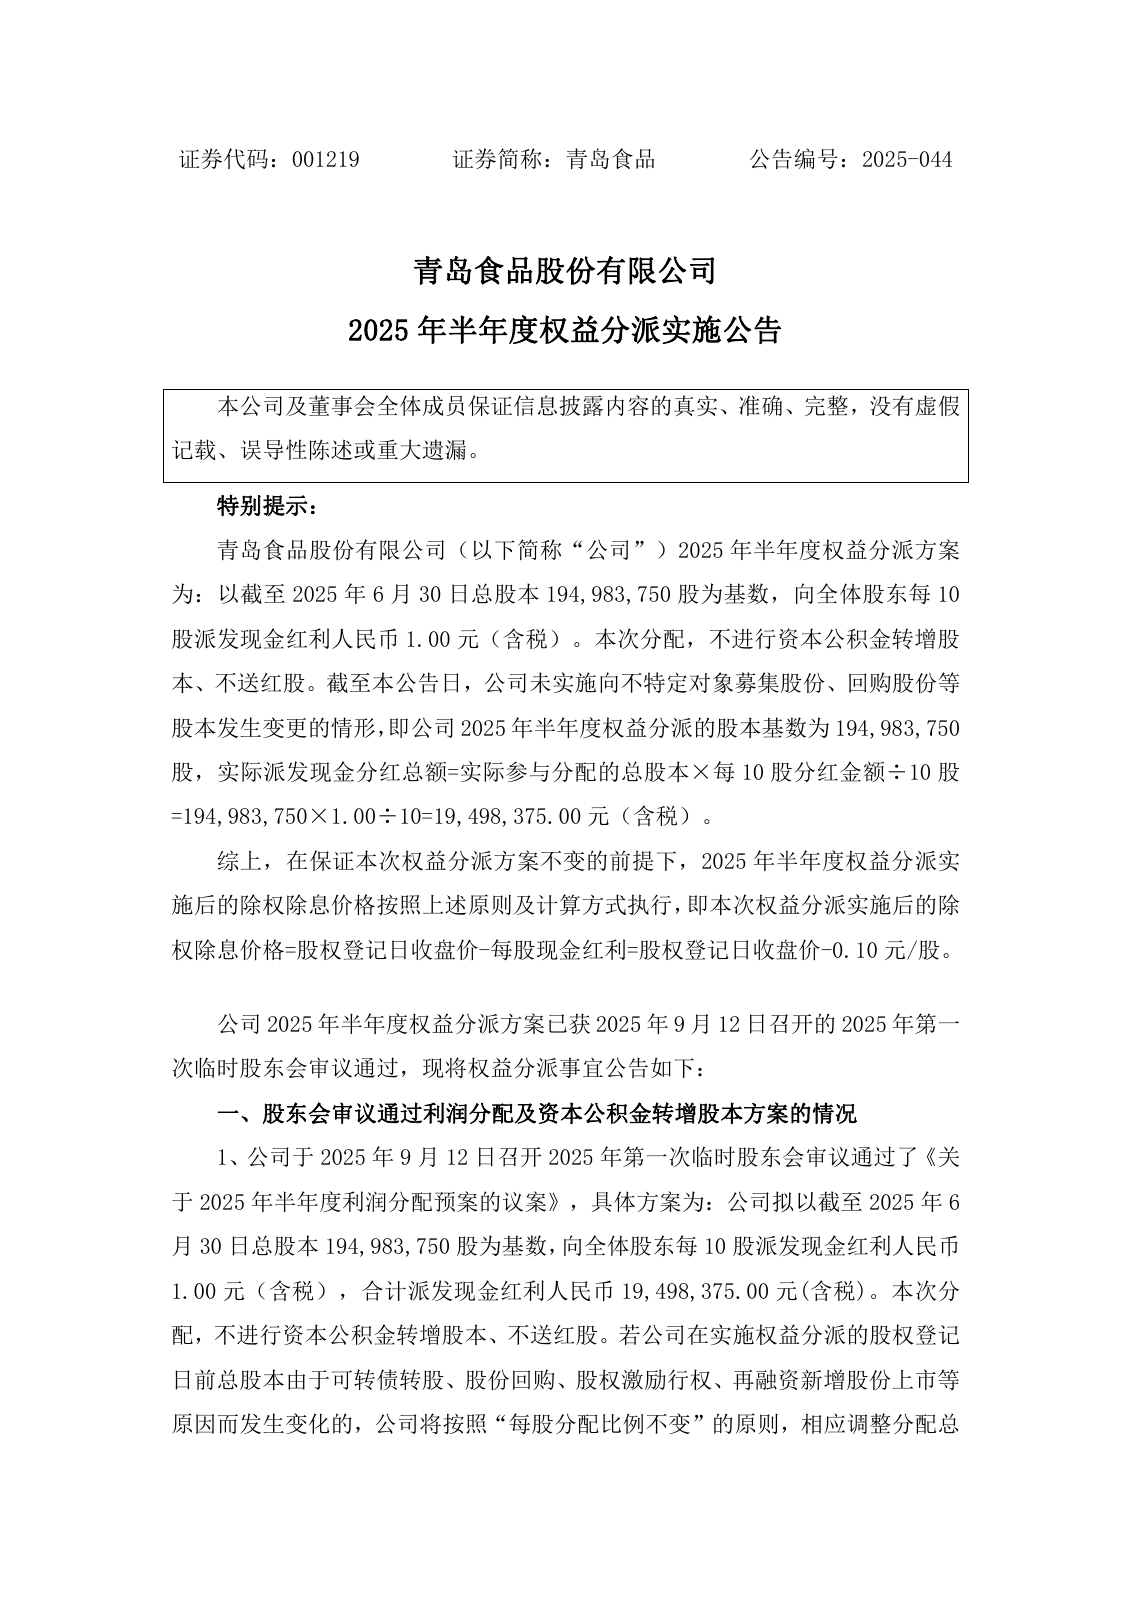 证券代码：001219 证券简称：青岛食品 公告编号：2025-044
青岛食品股份有限公司
2025 年半年度权益分派实施公告
本公司及董事会全体成员保证信息披露内容的真实、准确、完整，没有虚假
记载、误导性陈述或重大遗漏。
特别提示：
青岛食品股份有限公司（以下简称“公司”）2025 年半年度权益分派方案
为：以截至 2025 年 6 月 30 日总股本 194,983,750 股为基数，向全体股东每 10
股派发现金红利人民币 1.00 元（含税）。本次分配，不进行资本公积金转增股
本、不送红股。截至本公告日，公司未实施向不特定对象募集股份、回购股份等
股本发生变更的情形，即公司 2025 年半年度权益分派的股本基数为 194,983,750
股，实际派发现金分红总额=实际参与分配的总股本×每 10 股分红金额÷10 股
=194,983,750×1.00÷10=19,498,375.00 元（含税）。
综上，在保证本次权益分派方案不变的前提下，2025 年半年度权益分派实
施后的除权除息价格按照上述原则及计算方式执行，即本次权益分派实施后的除
权除息价格=股权登记日收盘价-每股现金红利=股权登记日收盘价-0.10 元/股。
公司 2025 年半年度权益分派方案已获 2025 年 9 月 12 日召开的 2025 年第一
次临时股东会审议通过，现将权益分派事宜公告如下：
一、股东会审议通过利润分配及资本公积金转增股本方案的情况
1、公司于 2025 年 9 月 12 日召开 2025 年第一次临时股东会审议通过了《关
于 2025 年半年度利润分配预案的议案》，具体方案为：公司拟以截至 2025 年 6
月 30 日总股本 194,983,750 股为基数，向全体股东每 10 股派发现金红利人民币
1.00 元（含税），合计派发现金红利人民币 19,498,375.00 元(含税)。本次分
配，不进行资本公积金转增股本、不送红股。若公司在实施权益分派的股权登记
日前总股本由于可转债转股、股份回购、股权激励行权、再融资新增股份上市等
原因而发生变化的，公司将按照“每股分配比例不变”的原则，相应调整分配总